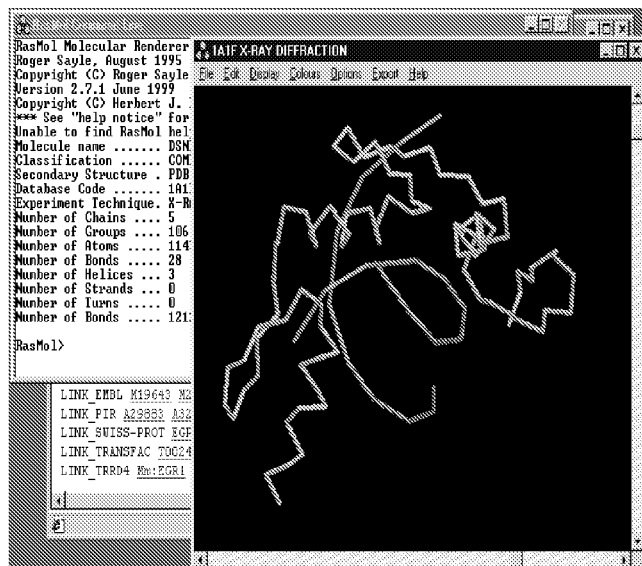 RasMol Molecular Renderer
Roger Sayle, August 1995
Copyright (C) Roger Sayle
Version 2.7.1 June 1999
Copyright (C) Herbert J.
*** See "help notice" for
Unable to find RasMol hel
Molecule name ....... DSN
Classification ...... COM
Secondary Structure . PDB
Database Code ....... 1A1
Experiment Technique. X-R
Number of Chains .... 5
Number of Groups .... 106
Number of Atoms ..... 114
Number of Bonds ..... 28
Number of Helices ... 3
Number of Strands ... 0
Number of Turns ..... 0
Number of Bonds ..... 121
RasMol>
1A1F X-RAY DIFFRACTION
File Edit Display Colours Options Export Help
LINK_EMBL M19643 M2
LINK_PIR A29883 A32
LINK_SWISS-PROT EGR
LINK_TRANSFAC T0024
LINK_TRRD4 Mm:EGR1